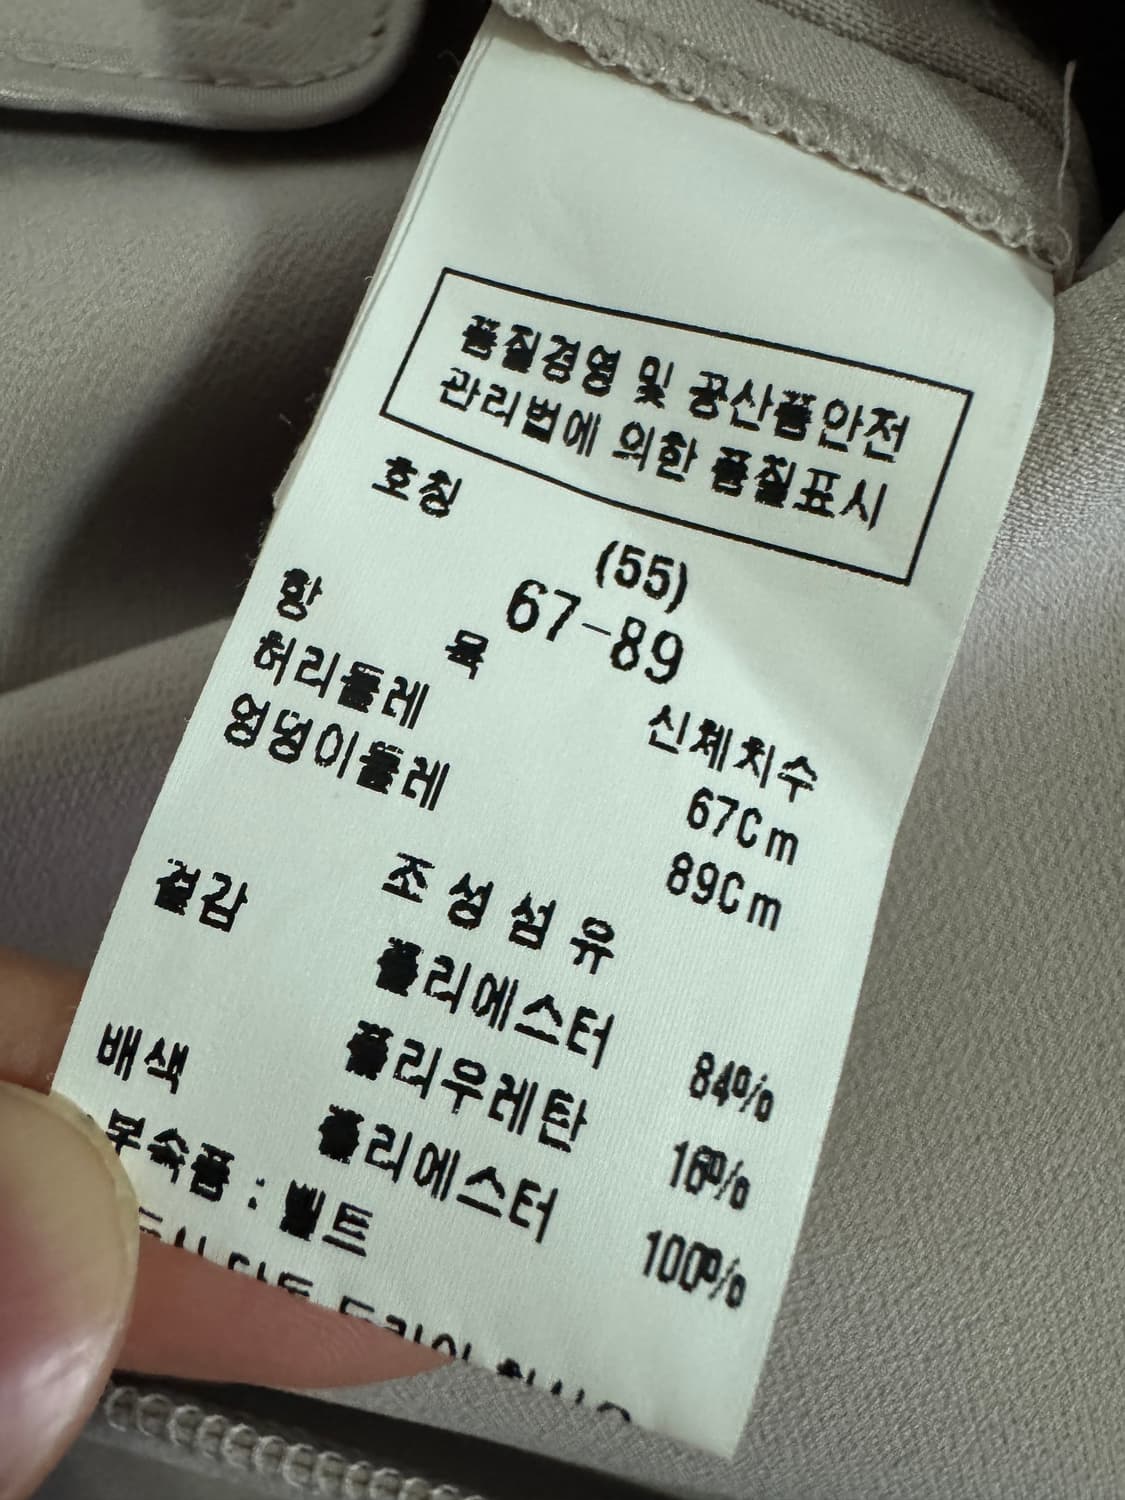 품질경영 및 공산품안전
관리법에 의한 품질표시
호칭
(55)
67-89
항 목 신체치수
허리둘레 67Cm
엉덩이둘레 89Cm
조성섬유
겉감 폴리에스터 84%
폴리우레탄 16%
배색 폴리에스터 100%
부속품 : 벨트